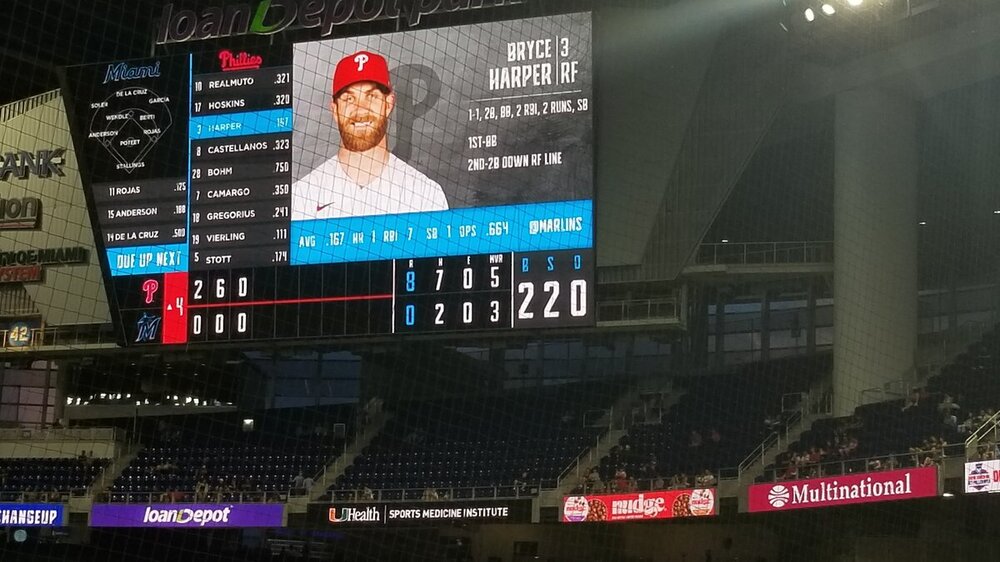 loanDepot park
Miami
DE LA CRUZ
SOLER GARCIA
WENDLE BERTI
ANDERSON ROJAS
POTEET
STALLINGS
11 ROJAS .125
15 ANDERSON .188
14 DE LA CRUZ .500
DUE UP NEXT
Phillies
10 REALMUTO .321
17 HOSKINS .320
3 HARPER
8 CASTELLANOS .323
28 BOHM .750
7 CAMARGO .350
18 GREGORIUS .241
19 VIERLING .111
5 STOTT .174
P
BRYCE 3
HARPER RF
1-1, 2B, BB, 2 RBI, 2 RUNS, SB
1ST-BB
2ND-2B DOWN RF LINE
AVG .167 HR 1 RBI 7 SB 1 OPS .664 @MARLINS
R H E MVR B S O
P 4 2 6 0 8 7 0 5 2 2 0
M 0 0 0 0 2 0 3
ANK
ion
42
CHANGEUP
loanDepot
UHealth SPORTS MEDICINE INSTITUTE
nudge
Multinational